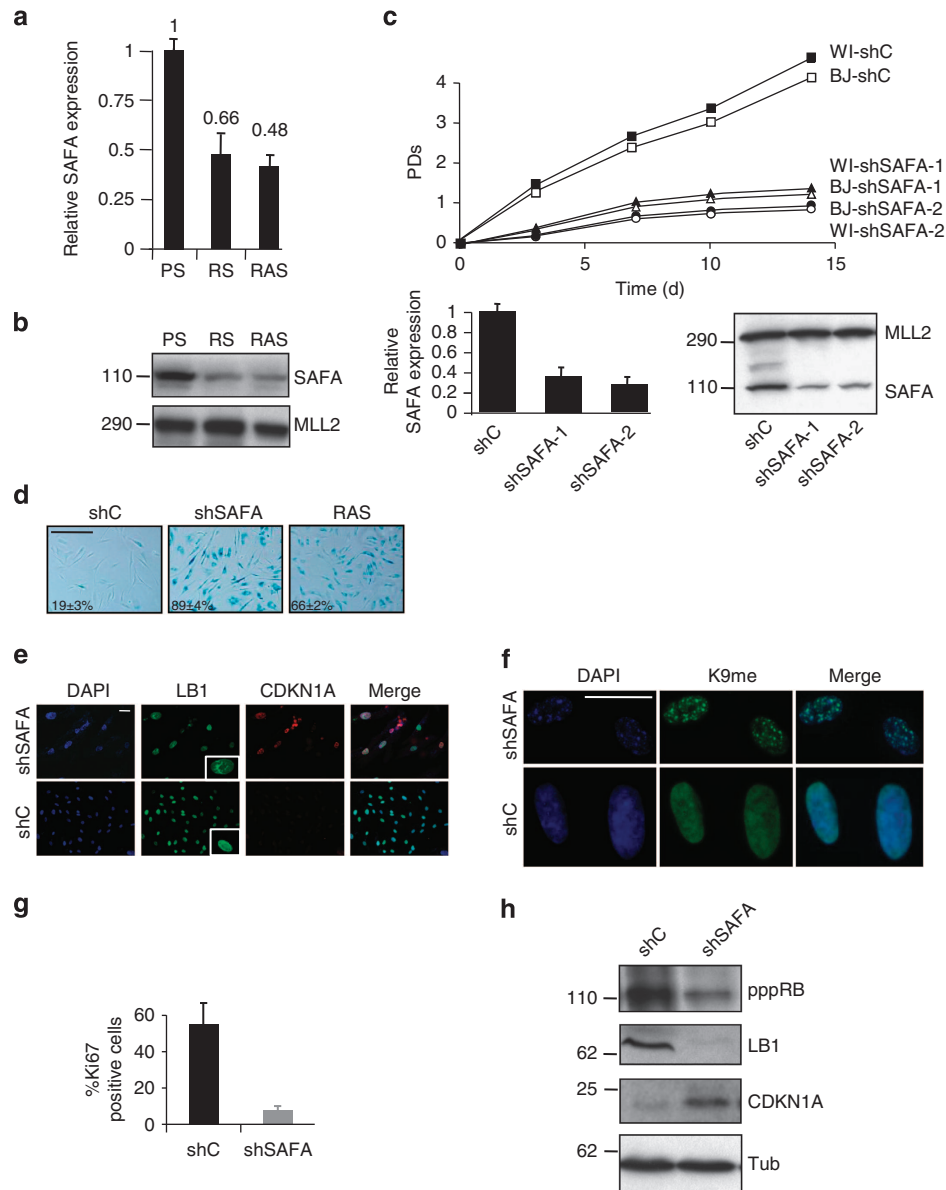 a
1
1
0.75
0.66
0.5
0.48
0.25
0
Relative SAFA expression
PS RS RAS
b
PS RS RAS
110
SAFA
290
MLL2
c
4
3
2
1
0
PDs
WI-shC
BJ-shC
WI-shSAFA-1
BJ-shSAFA-1
BJ-shSAFA-2
WI-shSAFA-2
0 5 10 15
Time (d)
1
0.8
0.6
0.4
0.2
0
Relative
SAFA expression
shC
shSAFA-1
shSAFA-2
290
MLL2
110
SAFA
shC
shSAFA-1
shSAFA-2
d
shC shSAFA RAS
19±3% 89±4% 66±2%
e
DAPI LB1 CDKN1A Merge
shSAFA
shC
f
DAPI K9me Merge
shSAFA
shC
g
60
40
20
0
%Ki67
positive cells
shC shSAFA
h
shC
shSAFA
110
pppRB
62
LB1
25
CDKN1A
62
Tub